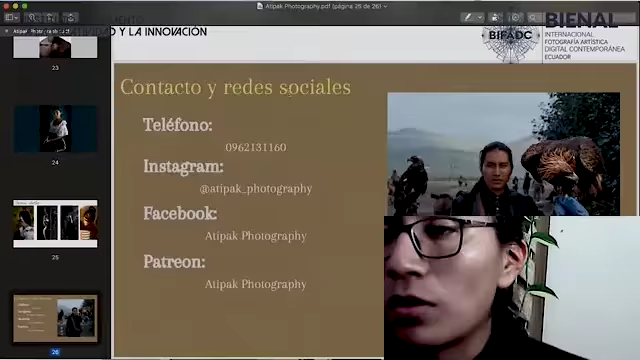 Atipak Photography.pdf (página 26 de 26)
Y LA INNOVACIÓN
BIFADC
BIENAL
INTERNACIONAL
FOTOGRAFÍA ARTÍSTICA
DIGITAL CONTEMPORÁNEA
ECUADOR
23
24
25
26
Contacto y redes sociales
Teléfono:
0962131160
Instagram:
@atipak_photography
Facebook:
Atipak Photography
Patreon:
Atipak Photography